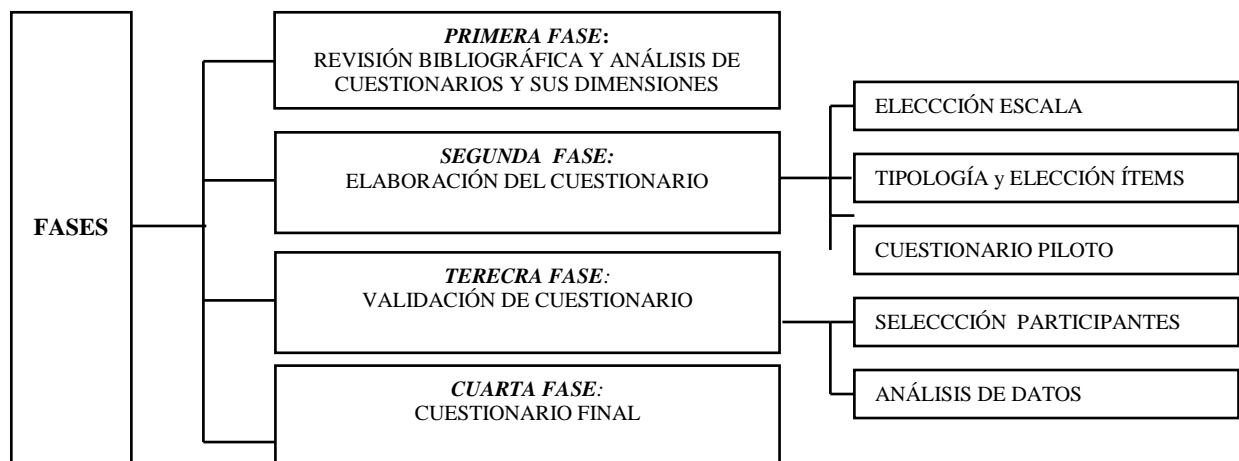 FASES
PRIMERA FASE:
REVISIÓN BIBLIOGRÁFICA Y ANÁLISIS DE
CUESTIONARIOS Y SUS DIMENSIONES
SEGUNDA FASE:
ELABORACIÓN DEL CUESTIONARIO
ELECCCIÓN ESCALA
TIPOLOGÍA y ELECCIÓN ÍTEMS
CUESTIONARIO PILOTO
TERECRA FASE:
VALIDACIÓN DE CUESTIONARIO
SELECCCIÓN PARTICIPANTES
ANÁLISIS DE DATOS
CUARTA FASE:
CUESTIONARIO FINAL